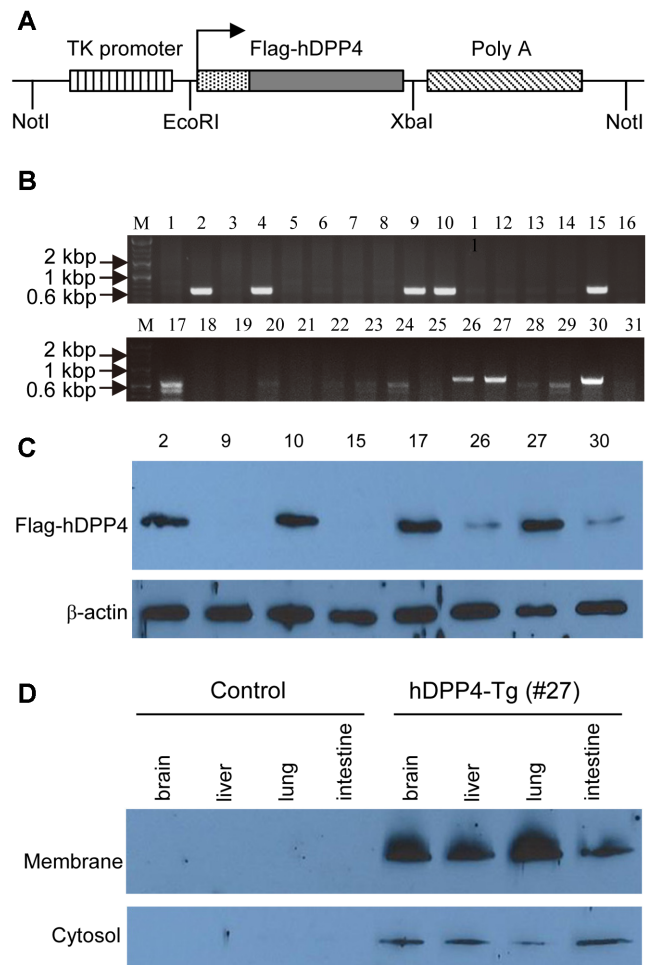 A
TK promoter Flag-hDPP4 Poly A
NotI EcoRI XbaI NotI
B
M 1 2 3 4 5 6 7 8 9 10 1 12 13 14 15 16
1
2 kbp
1 kbp
0.6 kbp
M 17 18 19 20 21 22 23 24 25 26 27 28 29 30 31
2 kbp
1 kbp
0.6 kbp
C
2 9 10 15 17 26 27 30
Flag-hDPP4
β-actin
D
Control hDPP4-Tg (#27)
brain liver lung intestine brain liver lung intestine
Membrane
Cytosol